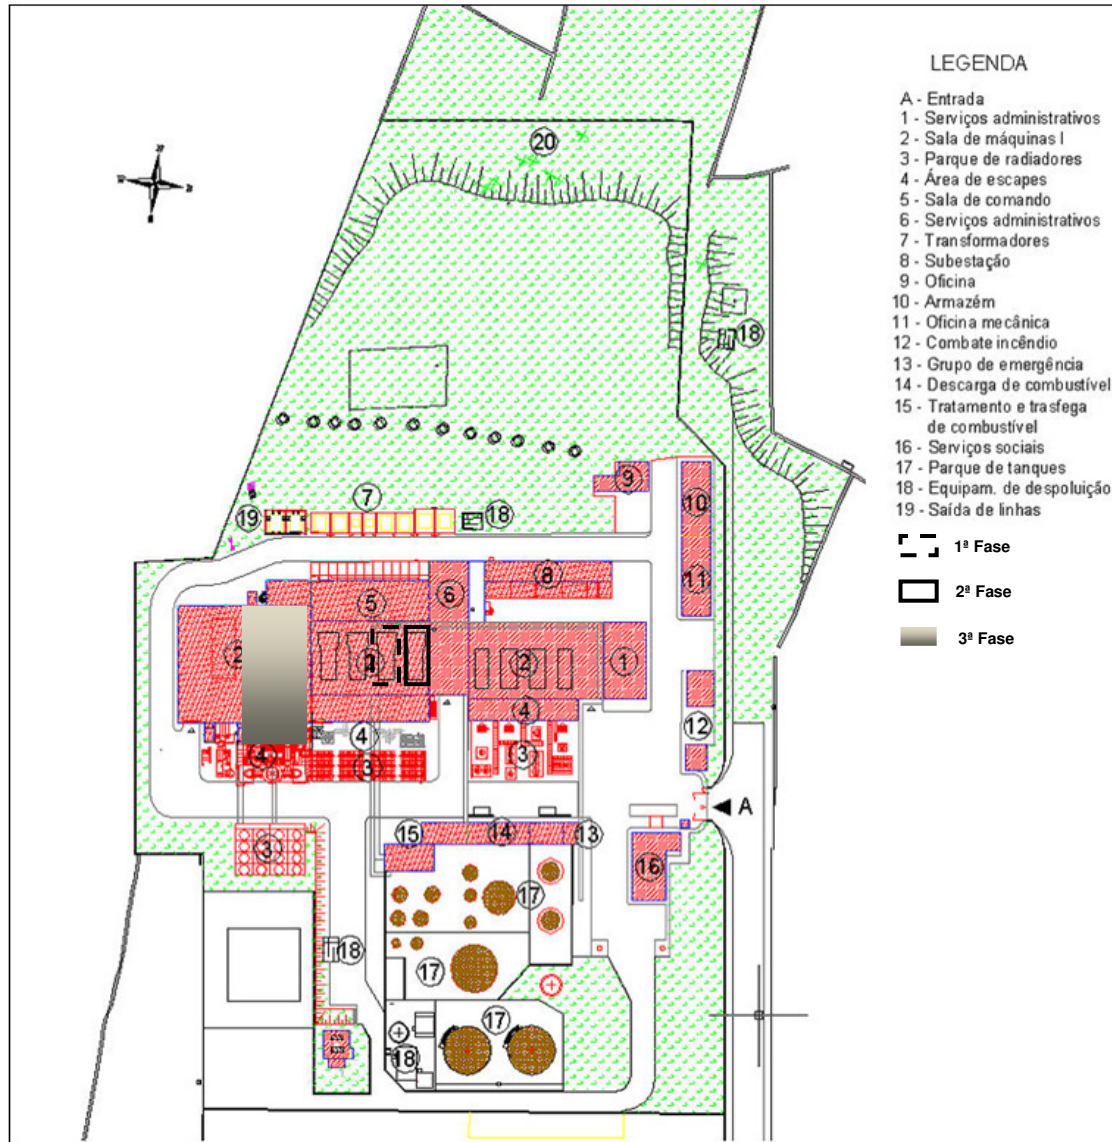 LEGENDA
A - Entrada
1 - Serviços administrativos
2 - Sala de máquinas I
3 - Parque de radiadores
4 - Área de escapes
5 - Sala de comando
6 - Serviços administrativos
7 - Transformadores
8 - Subestação
9 - Oficina
10 - Armazém
11 - Oficina mecânica
12 - Combate incêndio
13 - Grupo de emergência
14 - Descarga de combustível
15 - Tratamento e trasfega
de combustível
16 - Serviços sociais
17 - Parque de tanques
18 - Equipam. de despoluição
19 - Saída de linhas
1ª Fase
2ª Fase
3ª Fase
20
18
9
10
7
18
19
11
8
6
5
2
2
1
4
4
4
3
3
12
A
15
14
13
3
16
17
18
17
17
18